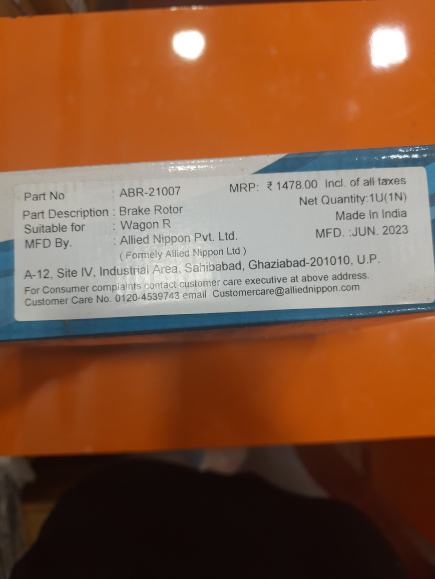 Part No : ABR-21007 MRP: ₹ 1478.00 Incl. of all taxes
Net Quantity:1U(1N)
Part Description : Brake Rotor
Made in India
Suitable for : Wagon R
MFD. :JUN. 2023
MFD By. : Allied Nippon Pvt. Ltd.
( Formely Allied Nippon Ltd )
A-12, Site IV, Industrial Area, Sahibabad, Ghaziabad-201010, U.P.
For Consumer complaints contact customer care executive at above address.
Customer Care No. 0120-4539743 email Customercare@alliednippon.com